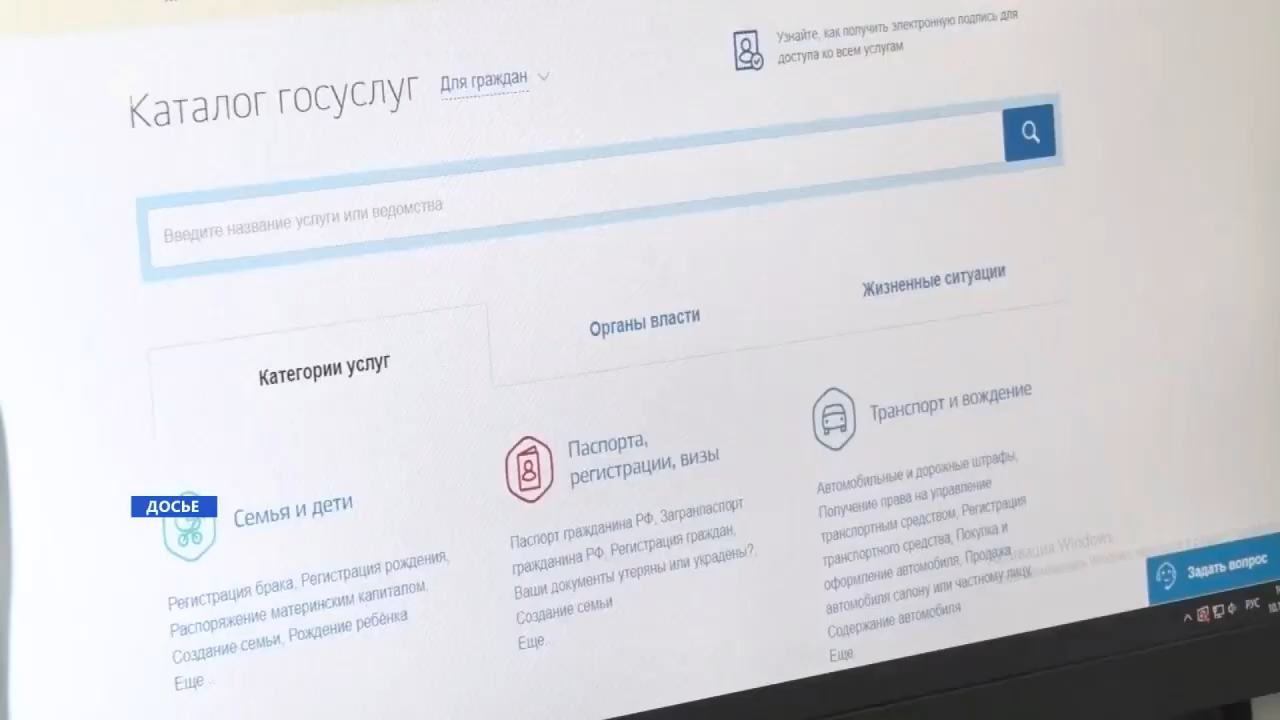 Каталог госуслуг
Для граждан
Узнайте, как получить электронную подпись для
доступа ко всем услугам
Введите название услуги или ведомства
Категории услуг
Органы власти
Жизненные ситуации
ДОСЬЕ
Семья и дети
Регистрация брака, Регистрация рождения,
Распоряжение материнским капиталом,
Создание семьи, Рождение ребёнка
Еще ..
Паспорта,
регистрации, визы
Паспорт гражданина РФ, Загранпаспорт
гражданина РФ, Регистрация граждан,
Ваши документы утеряны или украдены?,
Создание семьи
Еще..
Транспорт и вождение
Автомобильные и дорожные штрафы,
Получение права на управление
транспортным средством, Регистрация
транспортного средства, Покупка и
оформление автомобиля, Продажа
автомобиля салону или частному лицу,
Содержание автомобиля
Еще
Windows
Задать вопрос
РУС